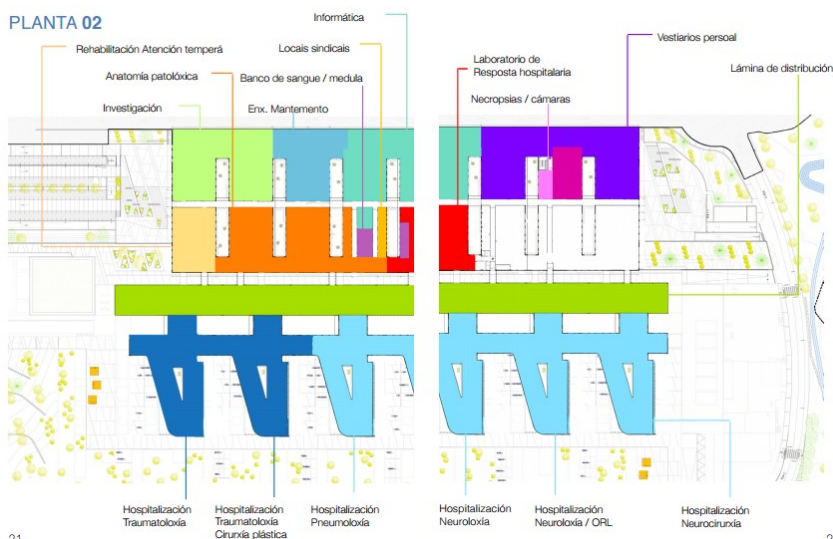 PLANTA 02
Informática
Rehabilitación Atención temperá
Locais sindicais
Anatomía patolóxica
Banco de sangue / medula
Investigación
Enx. Mantemento
Vestiarios persoal
Laboratorio de
Resposta hospitalaria
Lámina de distribución
Necropsias / cámaras
Hospitalización
Traumatoloxía
Hospitalización
Traumatoloxía
Cirurxía plástica
Hospitalización
Pneumoloxía
Hospitalización
Neuroloxía
Hospitalización
Neuroloxía / ORL
Hospitalización
Neurocirurxía
21